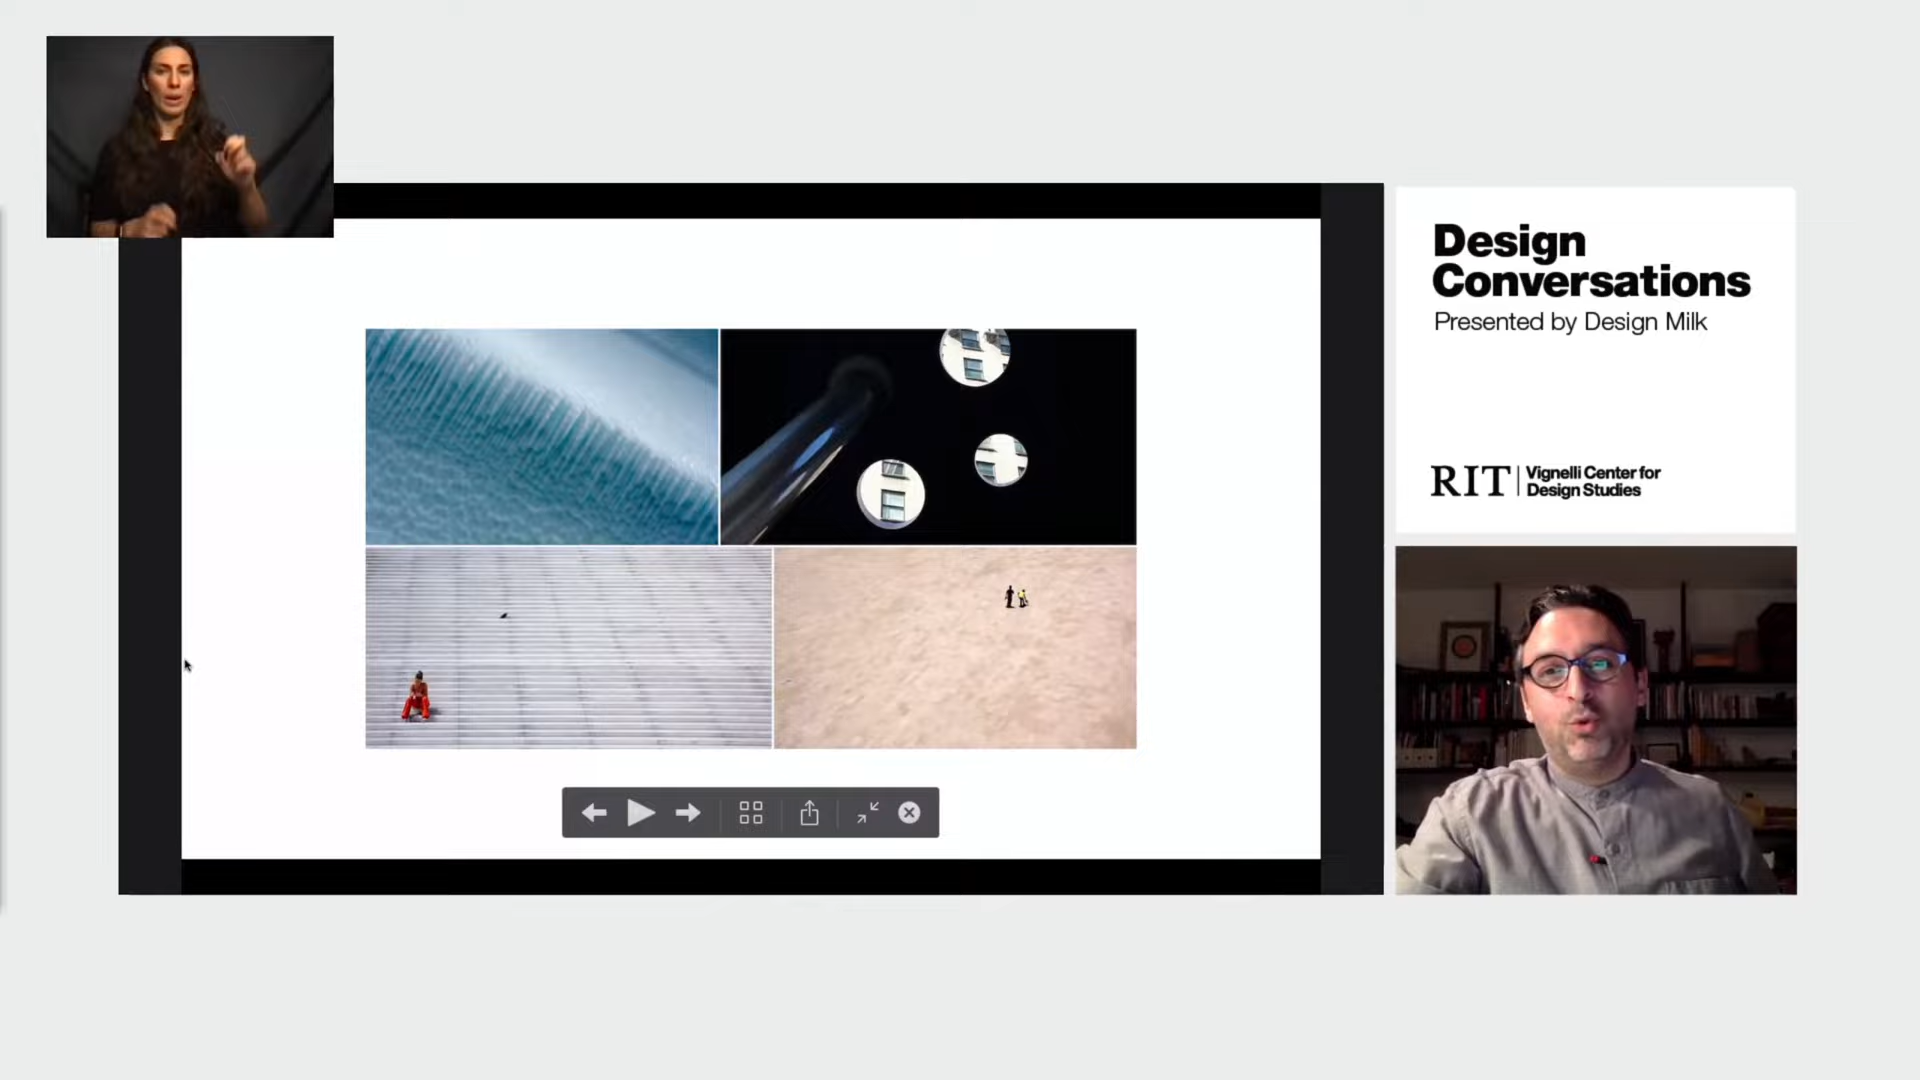 Design
Conversations
Presented by Design Milk
RIT | Vignelli Center for
Design Studies